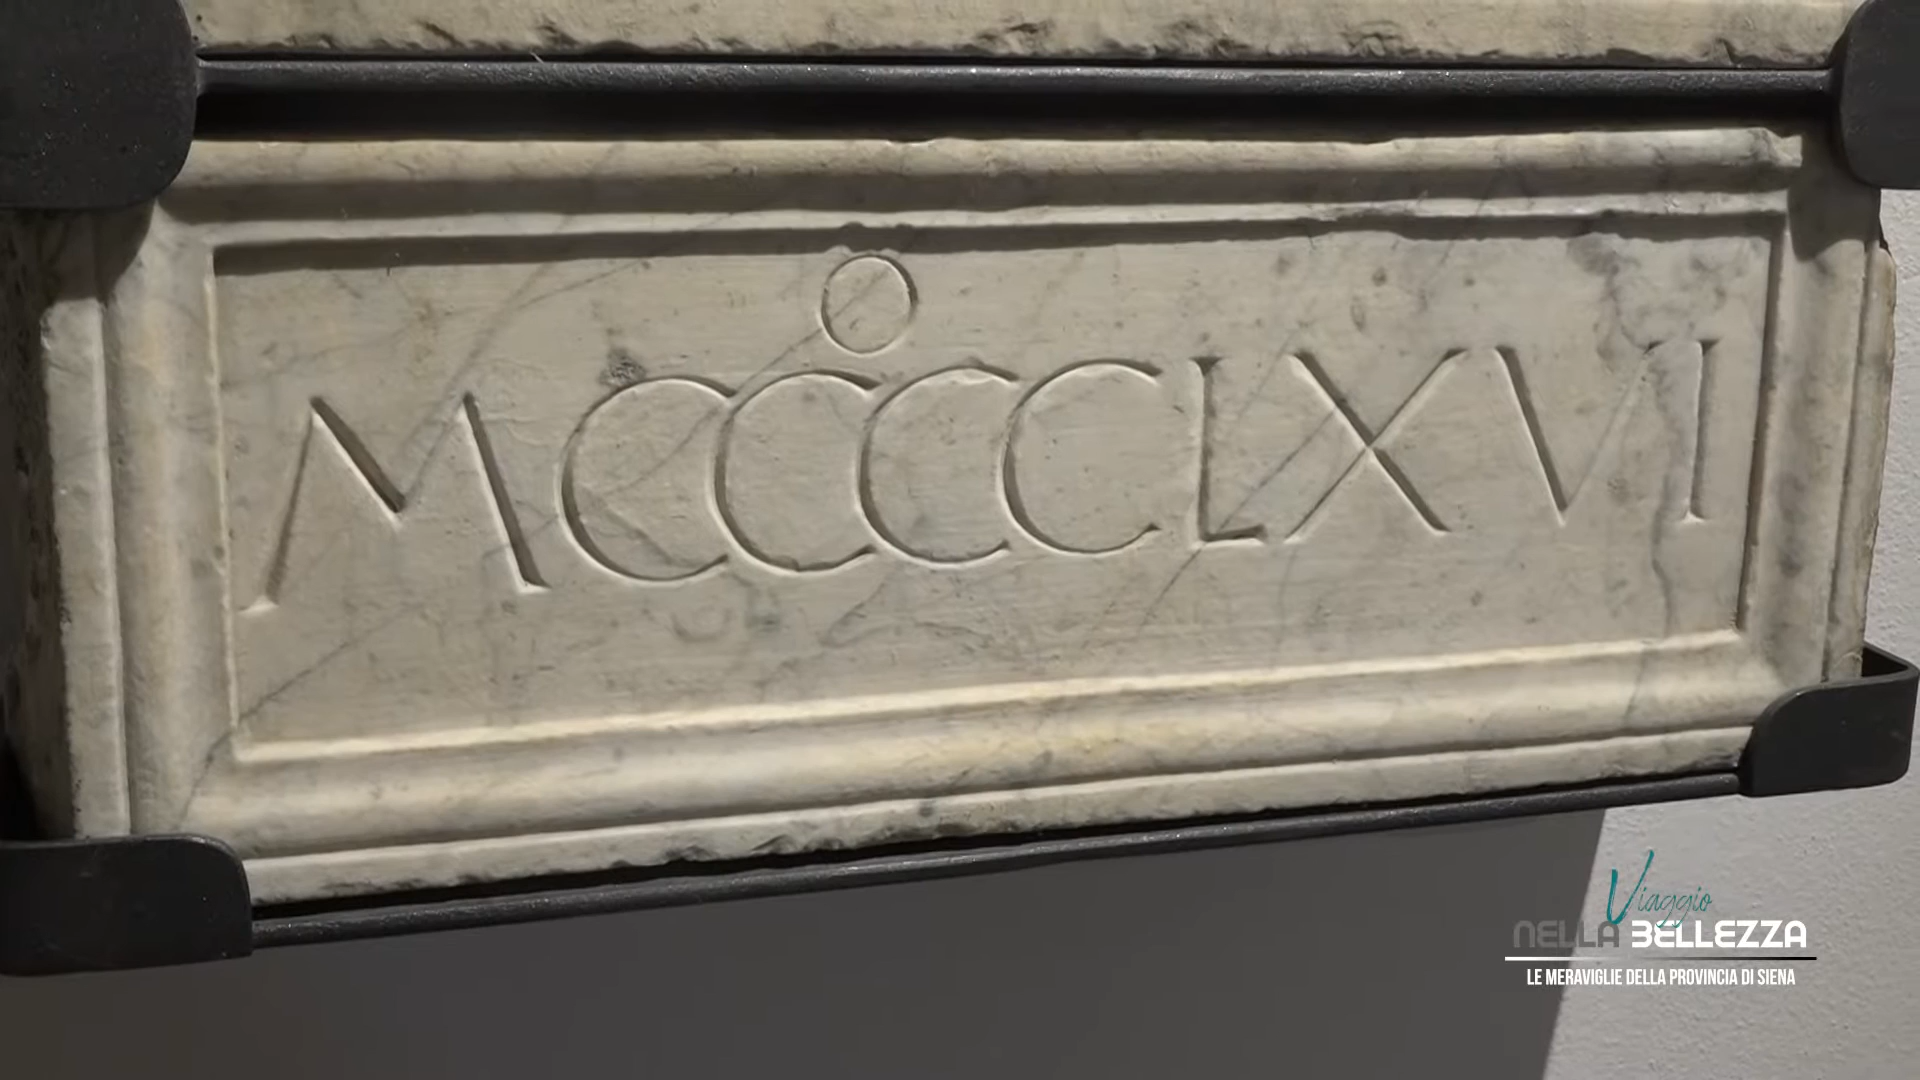 o
MCCCCLXVI
Viaggio
NELLA BELLEZZA
LE MERAVIGLIE DELLA PROVINCIA DI SIENA